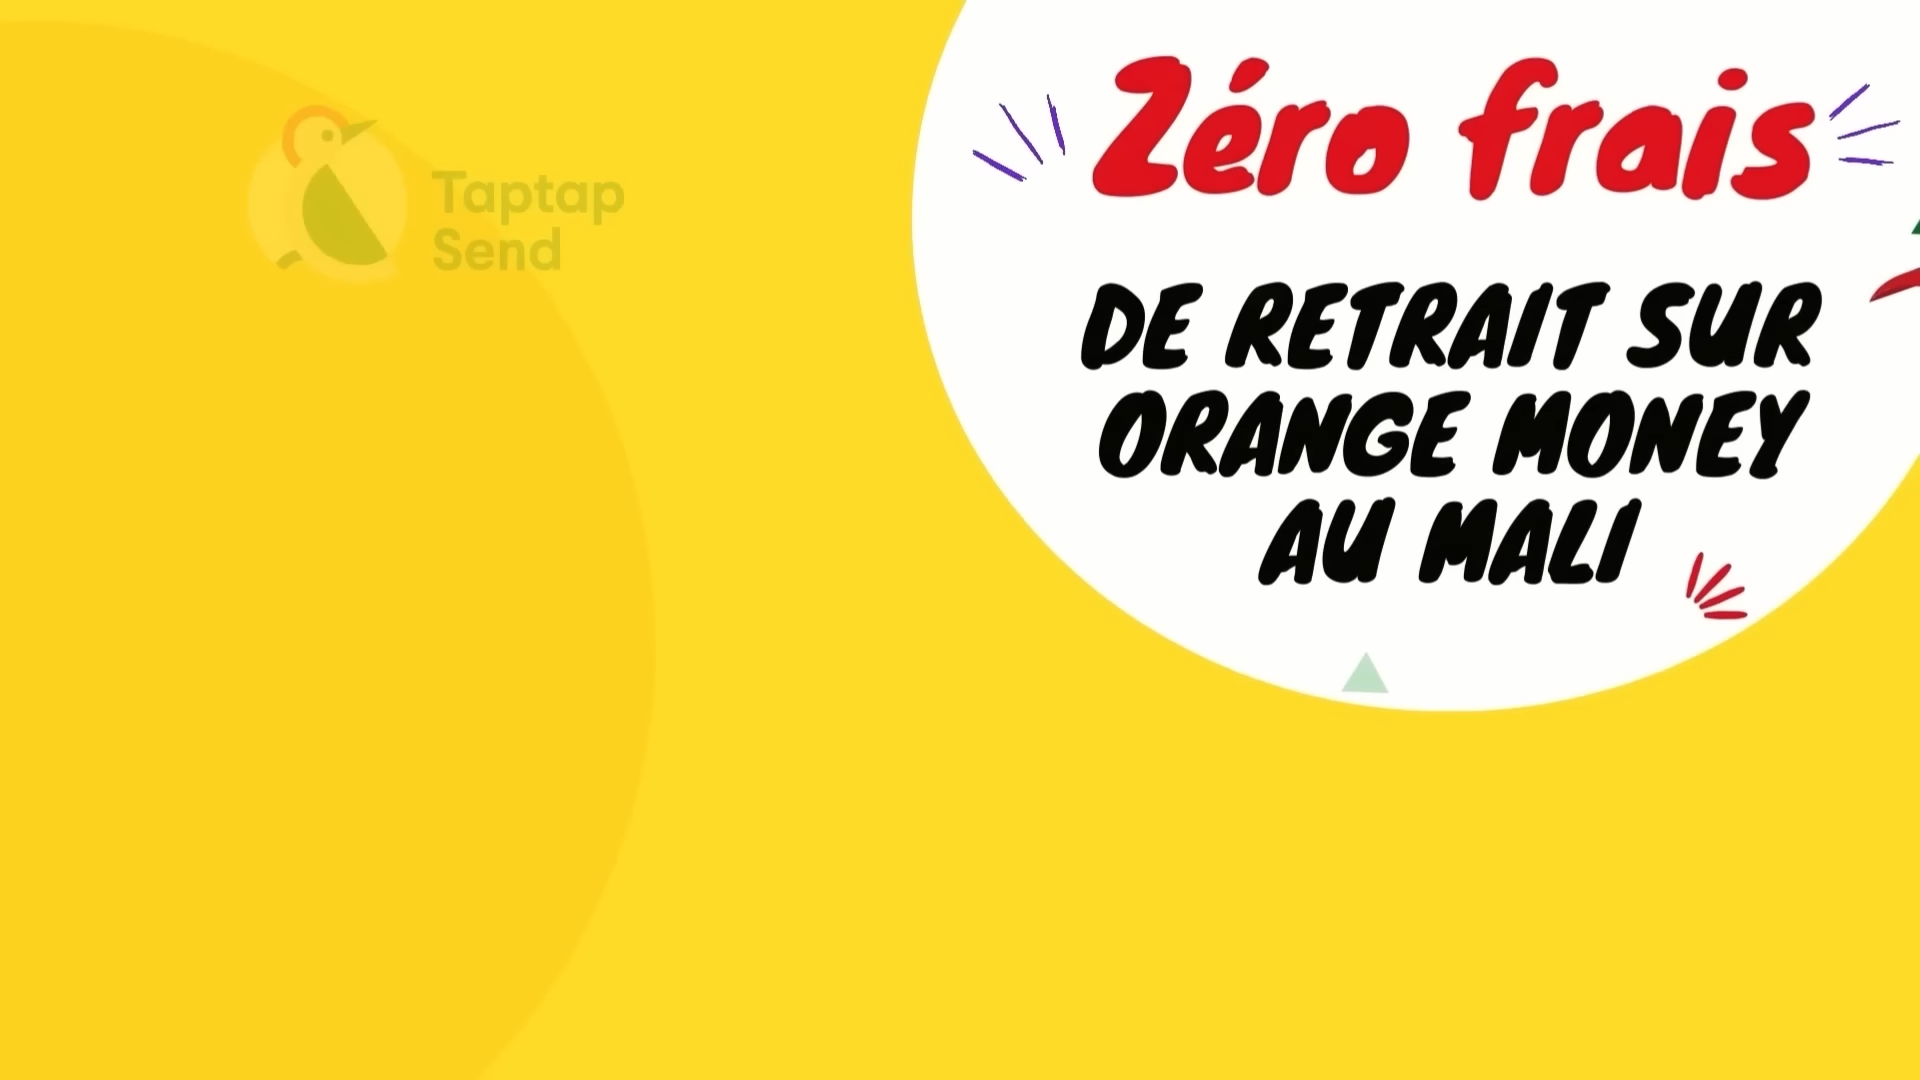 Taptap
Send
Zéro frais
DE RETRAIT SUR
ORANGE MONEY
AU MALI